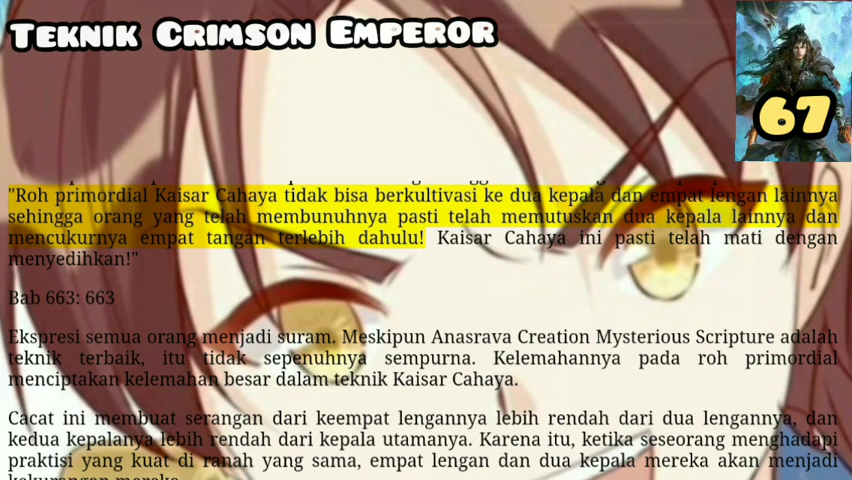 Teknik Crimson Emperor
67
"Roh primordial Kaisar Cahaya tidak bisa berkultivasi ke dua kepala dan empat lengan lainnya
sehingga orang yang telah membunuhnya pasti telah memutuskan dua kepala lainnya dan
mencukurnya empat tangan terlebih dahulu! Kaisar Cahaya ini pasti telah mati dengan
menyedihkan!"
Bab 663: 663
Ekspresi semua orang menjadi suram. Meskipun Anasrava Creation Mysterious Scripture adalah
teknik terbaik, itu tidak sepenuhnya sempurna. Kelemahannya pada roh primordial
menciptakan kelemahan besar dalam teknik Kaisar Cahaya.
Cacat ini membuat serangan dari keempat lengannya lebih rendah dari dua lengannya, dan
kedua kepalanya lebih rendah dari kepala utamanya. Karena itu, ketika seseorang menghadapi
praktisi yang kuat di ranah yang sama, empat lengan dan dua kepala mereka akan menjadi